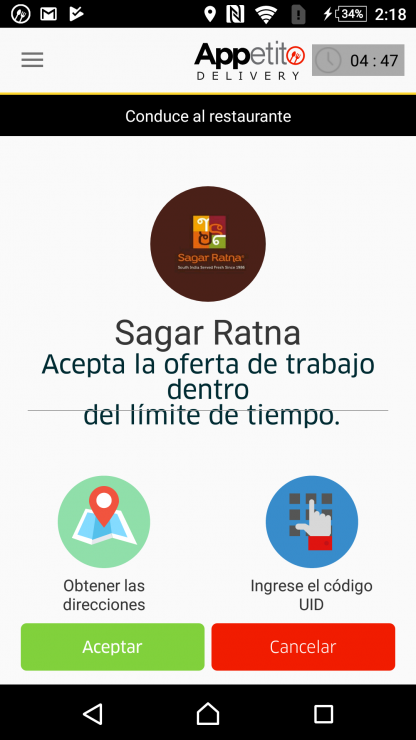 34% 2:18
Appetito
DELIVERY
04 : 47
Conduce al restaurante
Sagar Ratna
South India Served Fresh Since 1986
Sagar Ratna
Acepta la oferta de trabajo
dentro
del límite de tiempo.
Obtener las
direcciones
Ingrese el código
UID
Aceptar
Cancelar